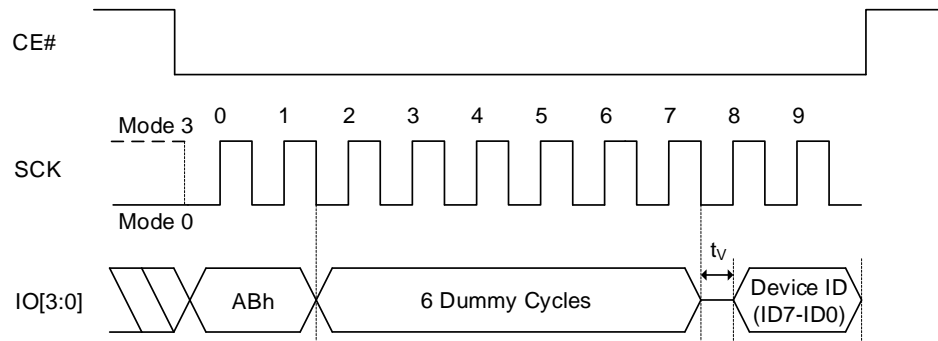 CE#
0 1 2 3 4 5 6 7 8 9
Mode 3
SCK
Mode 0
tV
IO[3:0]
ABh
6 Dummy Cycles
Device ID
(ID7-ID0)